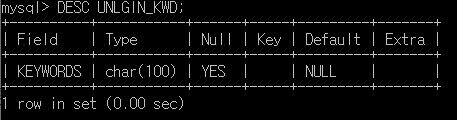 mysql> DESC UNLGIN_KWD;
+----------+-----------+------+-----+---------+-------+
| Field    | Type      | Null | Key | Default | Extra |
+----------+-----------+------+-----+---------+-------+
| KEYWORDS | char(100) | YES  |     | NULL    |       |
+----------+-----------+------+-----+---------+-------+
1 row in set (0.00 sec)